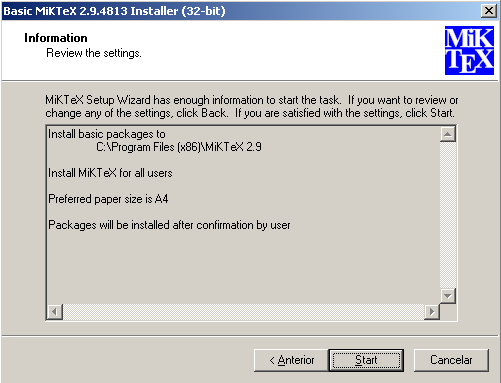 Basic MiKTeX 2.9.4813 Installer (32-bit)
Information
Review the settings.
MiK
TEX
MiKTeX Setup Wizard has enough information to start the task. If you want to review or
change any of the settings, click Back. If you are satisfied with the settings, click Start.
Install basic packages to
C:\Program Files (x86)\MiKTeX 2.9
Install MiKTeX for all users
Preferred paper size is A4
Packages will be installed after confirmation by user
< Anterior
Start
Cancelar